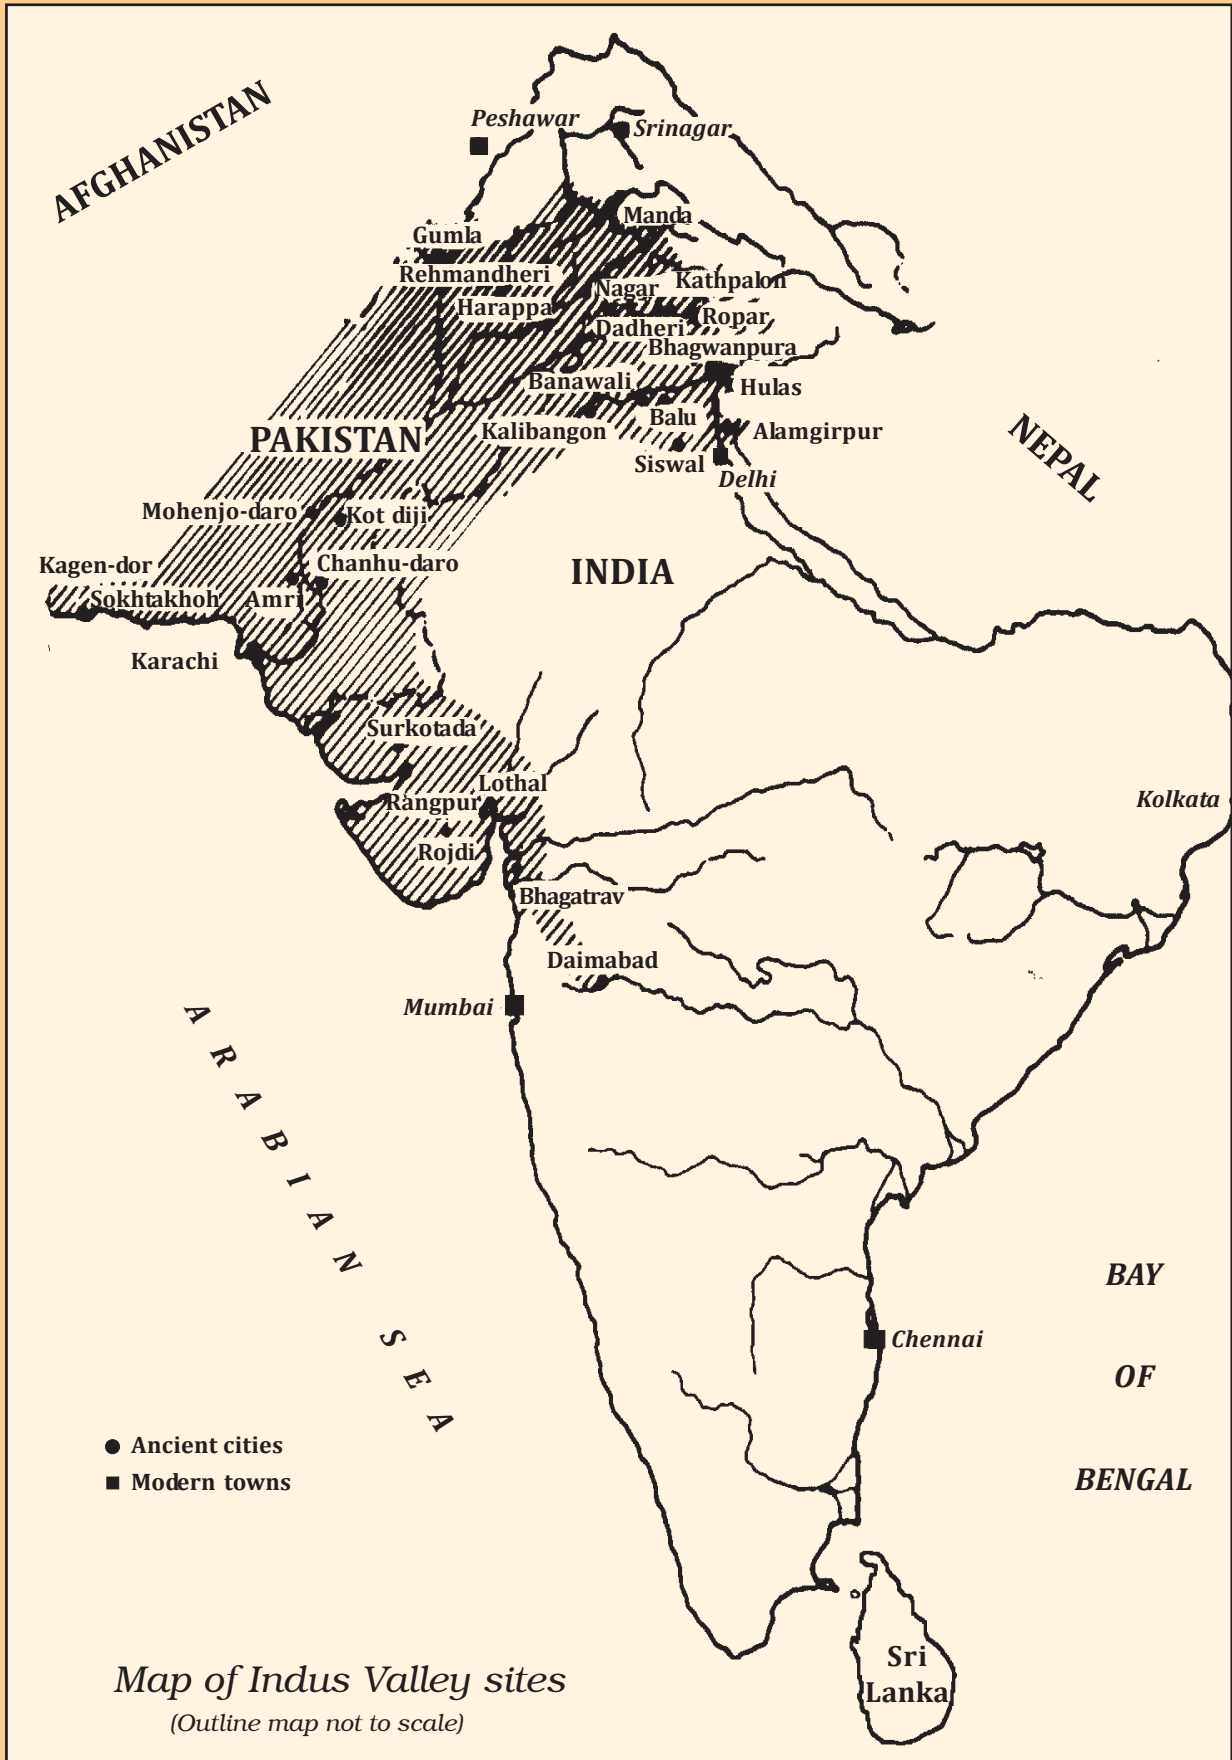 AFGHANISTAN
Peshawar
Srinagar
Manda
Gumla
Rehmandheri
Kathpalon
Nagar
Harappa
Ropar
Dadheri
Bhagwanpura
Banawali
Hulas
Balu
Kalibangon
Alamgirpur
PAKISTAN
NEPAL
Siswal
Delhi
Mohenjo-daro
Kot diji
Kagen-dor
Chanhu-daro
INDIA
Sokhtakhoh
Amri
Karachi
Surkotada
Lothal
Rangpur
Kolkata
Rojdi
Bhagatrav
Daimabad
Mumbai
ARABIAN SEA
BAY
OF
BENGAL
Chennai
Ancient cities
Modern towns
Sri
Lanka
Map of Indus Valley sites
(Outline map not to scale)